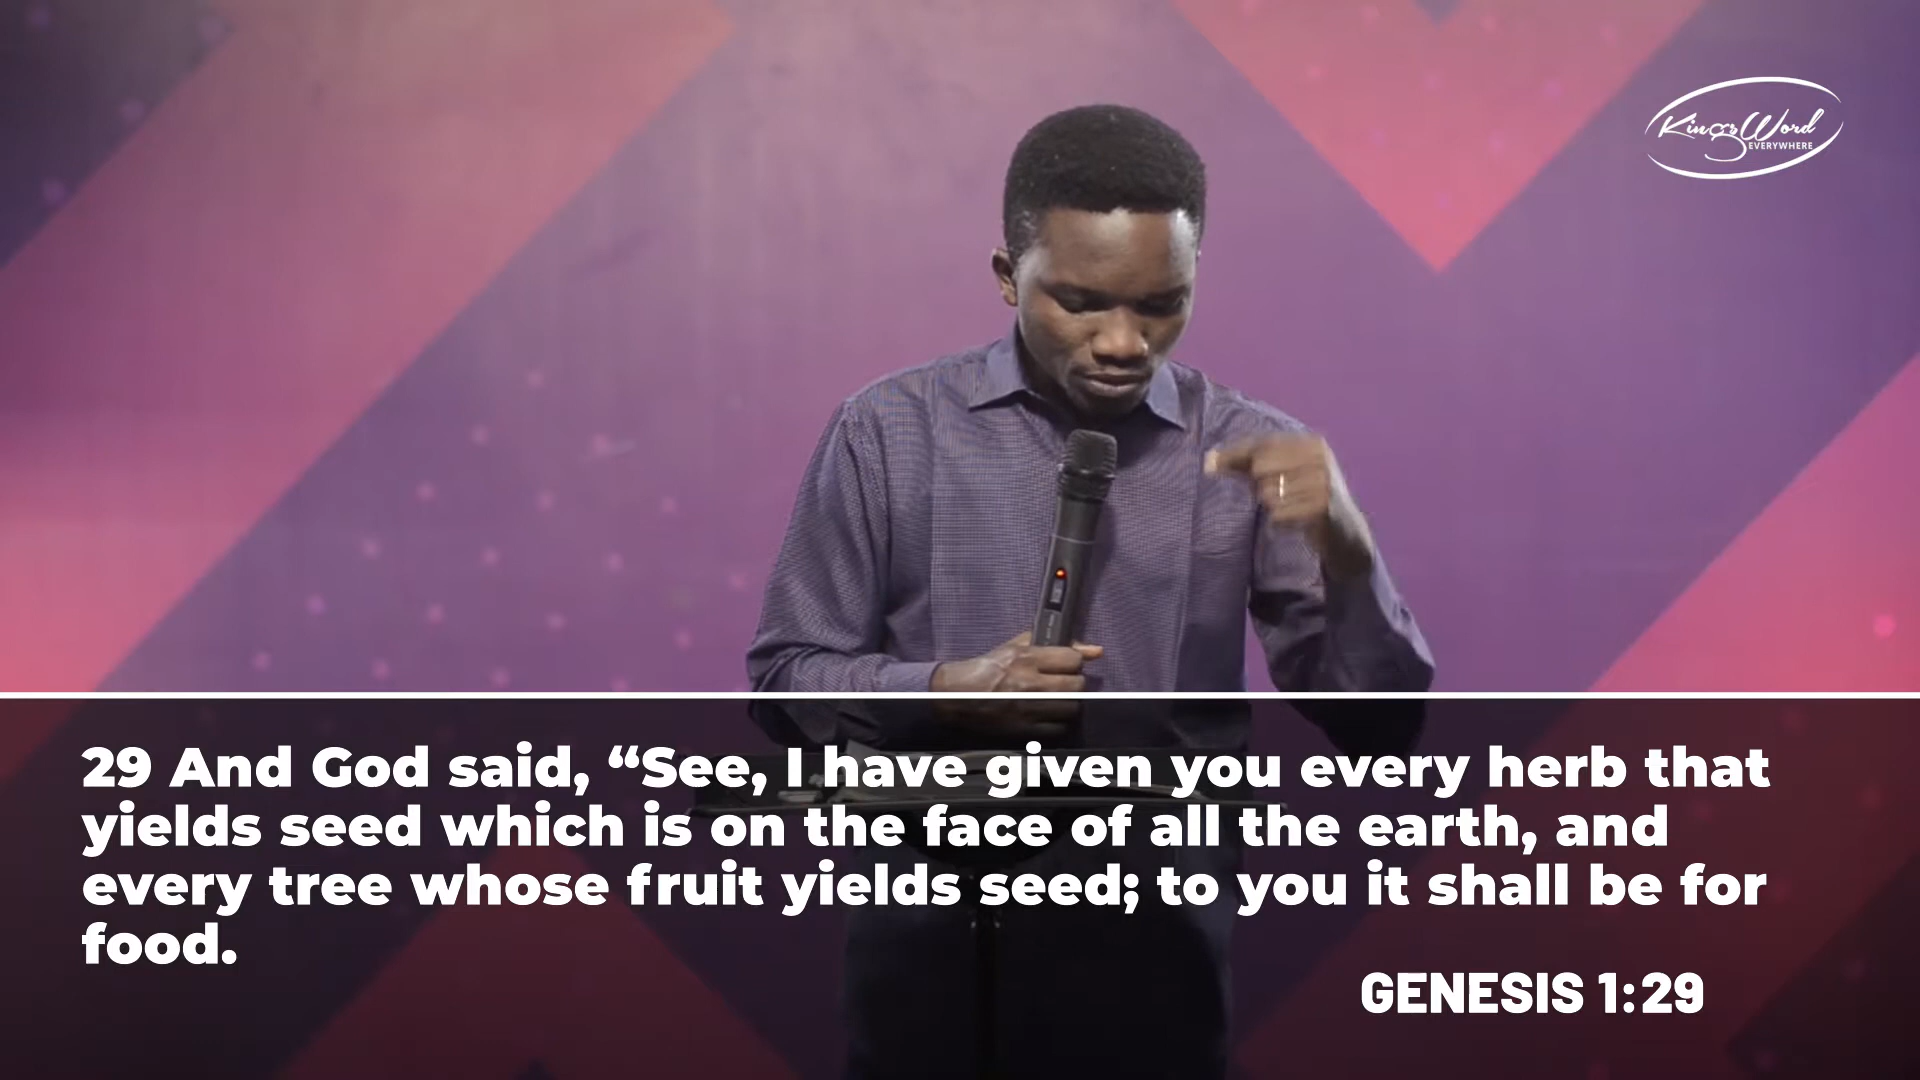 KingsWord
EVERYWHERE
29 And God said, “See, I have given you every herb that
yields seed which is on the face of all the earth, and
every tree whose fruit yields seed; to you it shall be for
food.
GENESIS 1:29